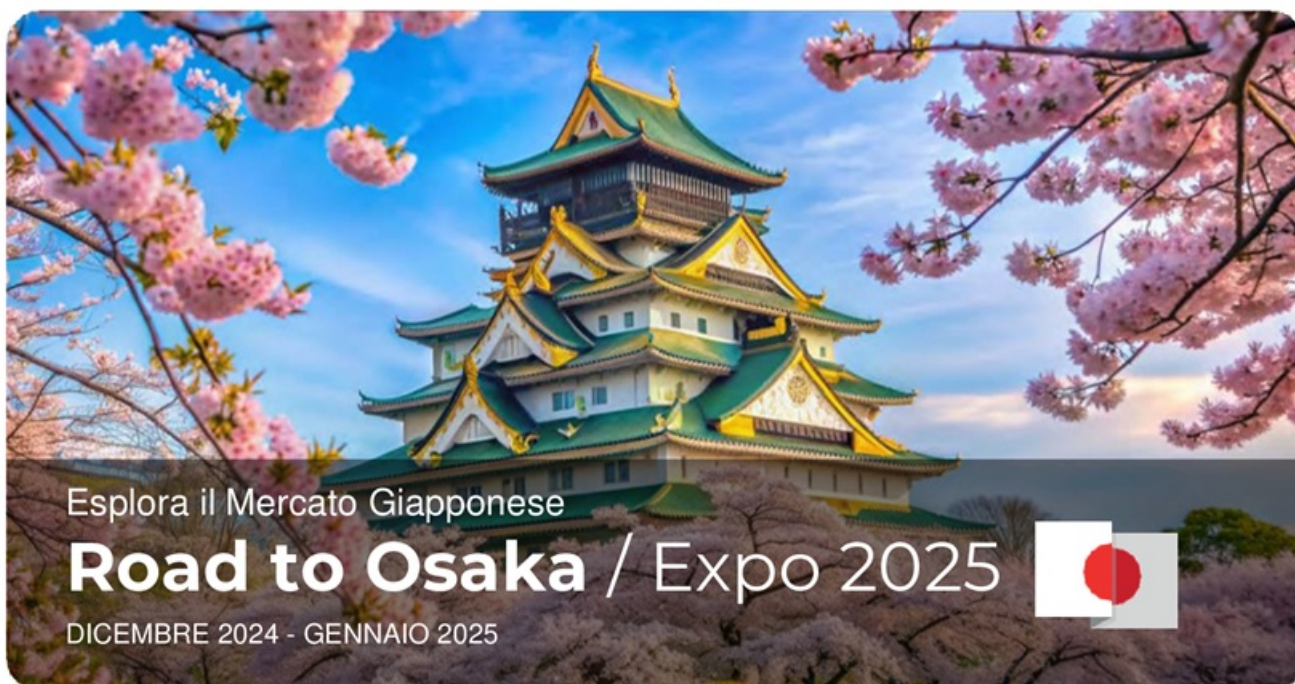 Esplora il Mercato Giapponese
Road to Osaka / Expo 2025
DICEMBRE 2024 - GENNAIO 2025